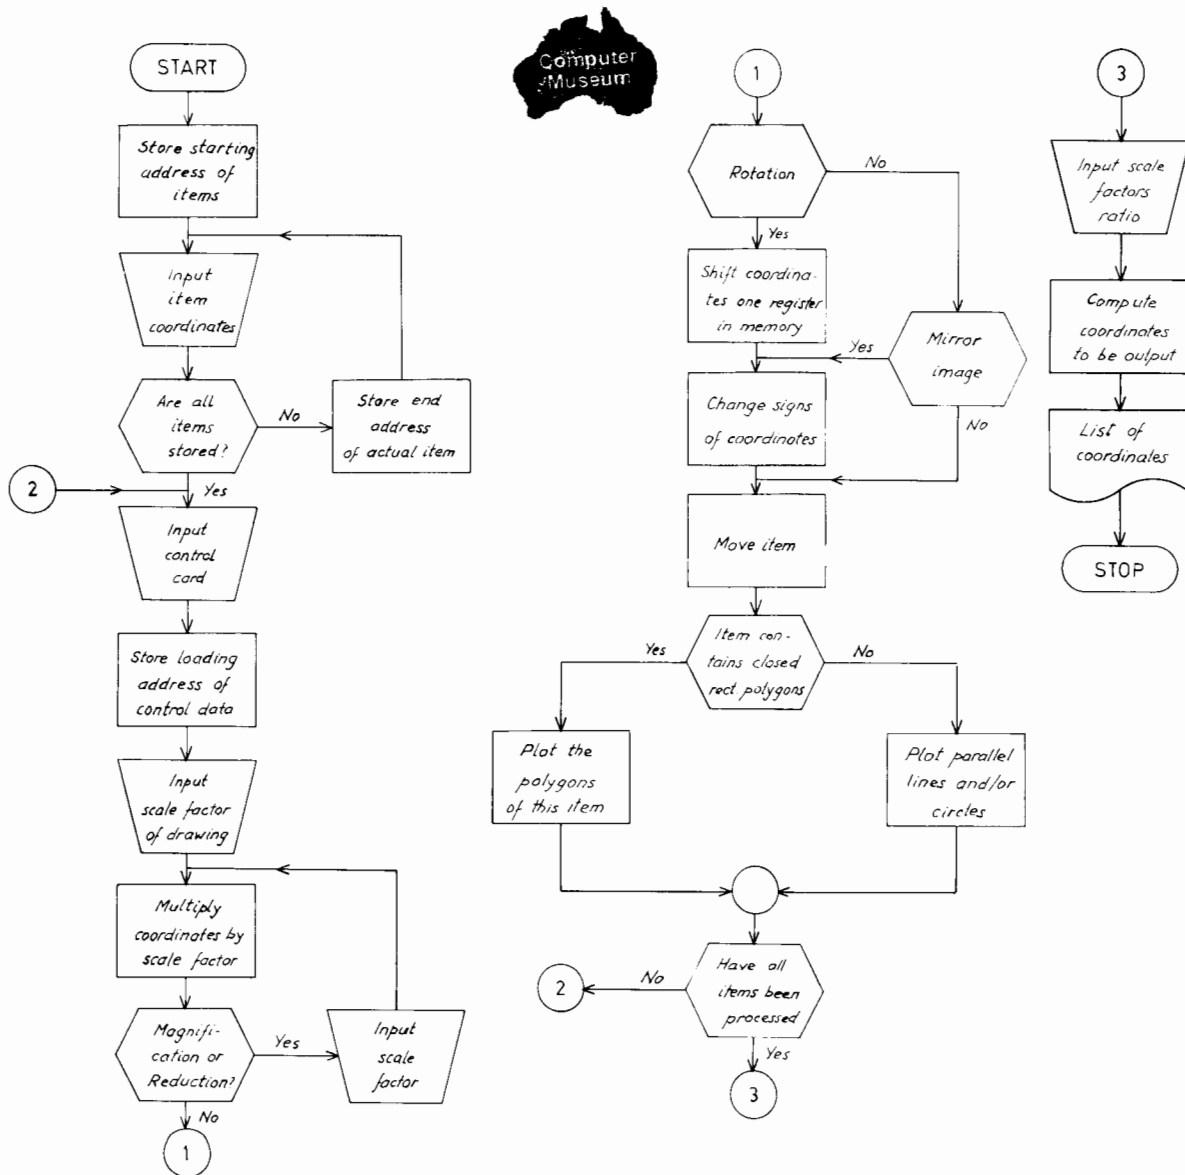 START
Store starting
address of
items
Input
item
coordinates
Are all
items
stored?
No
Store end
address
of actual item
2
Yes
Input
control
card
Store loading
address of
control data
Input
scale factor
of drawing
Multiply
coordinates by
scale factor
Magnifi-
cation or
Reduction?
Yes
Input
scale
factor
No
1
Computer
Museum
1
Rotation
No
Yes
Shift coordina-
tes one register
in memory
Mirror
image
Yes
No
Change signs
of coordinates
Move item
Item con-
tains closed
rect. polygons
Yes
No
Plot the
polygons
of this item
Plot parallel
lines and/or
circles
Have all
items been
processed
No
2
Yes
3
3
Input scale
factors
ratio
Compute
coordinates
to be output
List of
coordinates
STOP